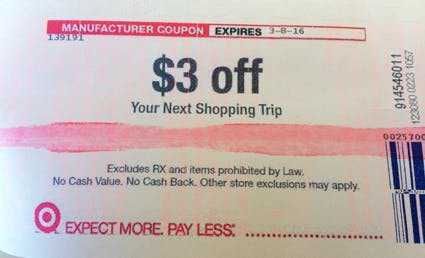 MANUFACTURER COUPON EXPIRES 3-8-16
139191
$3 off
Your Next Shopping Trip
Excludes RX and items prohibited by Law.
No Cash Value. No Cash Back. Other store exclusions may apply.
EXPECT MORE. PAY LESS.
914546011
123080 0223 1057
0025700